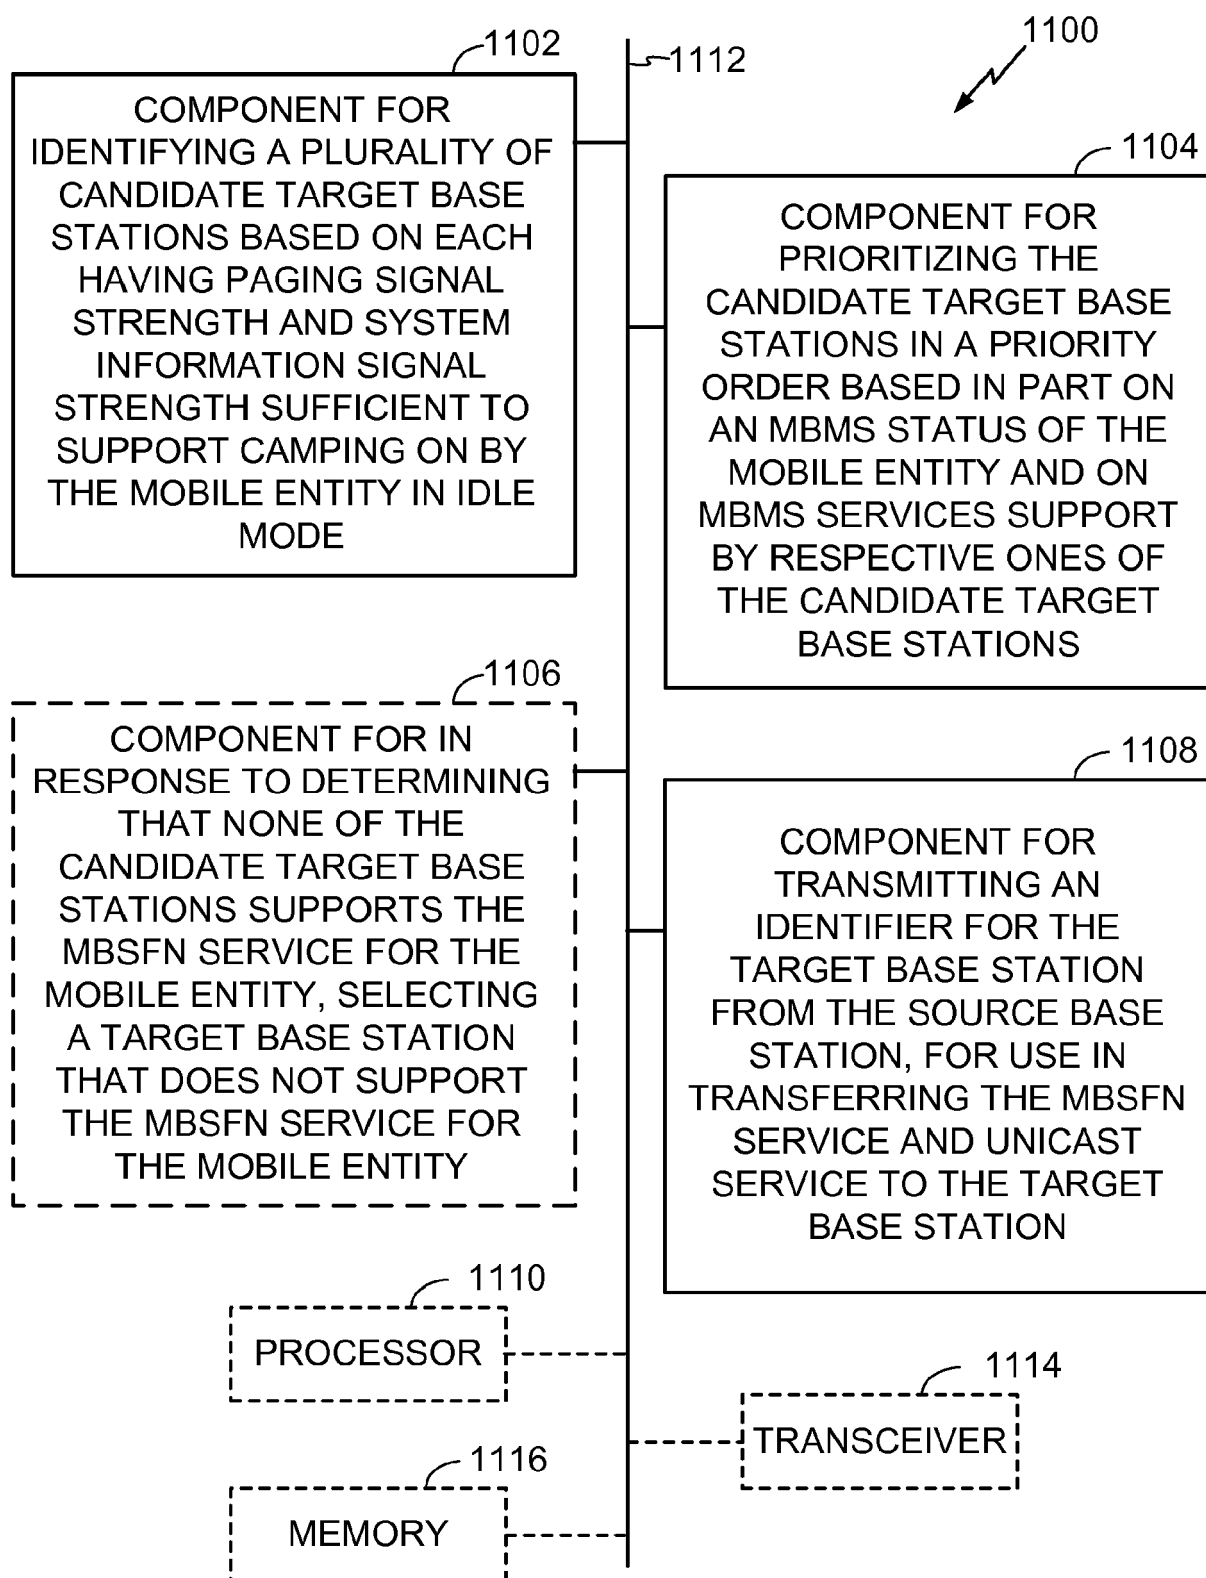 1100
1102
1112
COMPONENT FOR
IDENTIFYING A PLURALITY OF
CANDIDATE TARGET BASE
STATIONS BASED ON EACH
HAVING PAGING SIGNAL
STRENGTH AND SYSTEM
INFORMATION SIGNAL
STRENGTH SUFFICIENT TO
SUPPORT CAMPING ON BY
THE MOBILE ENTITY IN IDLE
MODE
1104
COMPONENT FOR
PRIORITIZING THE
CANDIDATE TARGET BASE
STATIONS IN A PRIORITY
ORDER BASED IN PART ON
AN MBMS STATUS OF THE
MOBILE ENTITY AND ON
MBMS SERVICES SUPPORT
BY RESPECTIVE ONES OF
THE CANDIDATE TARGET
BASE STATIONS
1106
COMPONENT FOR IN
RESPONSE TO DETERMINING
THAT NONE OF THE
CANDIDATE TARGET BASE
STATIONS SUPPORTS THE
MBSFN SERVICE FOR THE
MOBILE ENTITY, SELECTING
A TARGET BASE STATION
THAT DOES NOT SUPPORT
THE MBSFN SERVICE FOR
THE MOBILE ENTITY
1108
COMPONENT FOR
TRANSMITTING AN
IDENTIFIER FOR THE
TARGET BASE STATION
FROM THE SOURCE BASE
STATION, FOR USE IN
TRANSFERRING THE MBSFN
SERVICE AND UNICAST
SERVICE TO THE TARGET
BASE STATION
1110
PROCESSOR
1114
TRANSCEIVER
1116
MEMORY